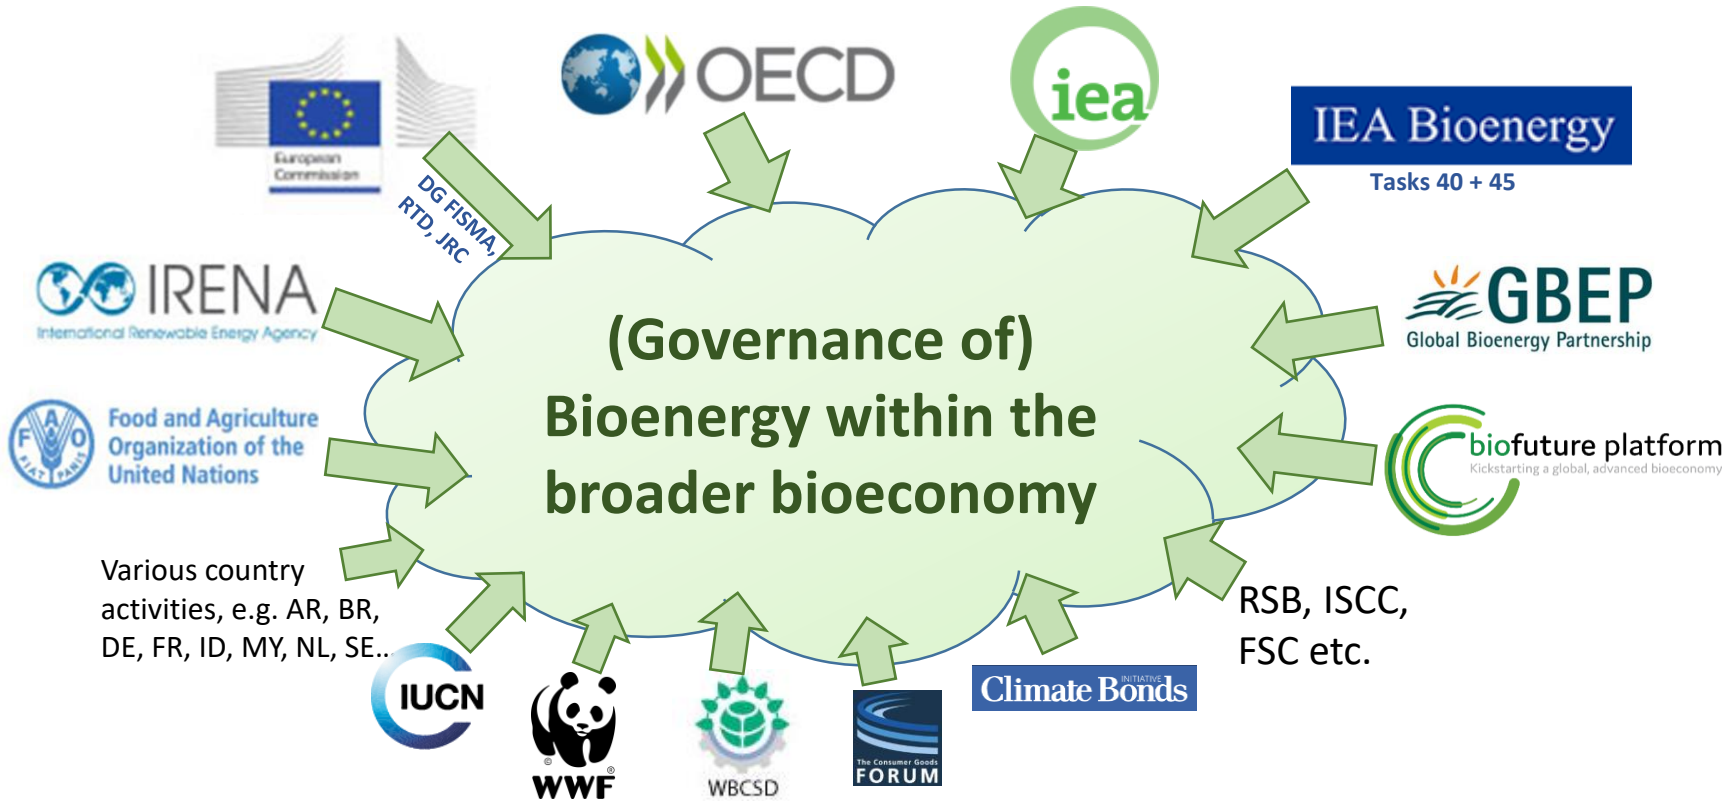 OECD
iea
IEA Bioenergy
Tasks 40 + 45
European
Commission
DG FISMA,
RTD, JRC
IRENA
International Renewable Energy Agency
GBEP
Global Bioenergy Partnership
(Governance of)
Bioenergy within the
broader bioeconomy
FAO
FIAT PANIS
Food and Agriculture
Organization of the
United Nations
biofuture platform
Kickstarting a global, advanced bioeconomy
Various country
activities, e.g. AR, BR,
DE, FR, ID, MY, NL, SE...
RSB, ISCC,
FSC etc.
IUCN
©
®
WWF
WBCSD
The Consumer Goods
FORUM
INITIATIVE
Climate Bonds